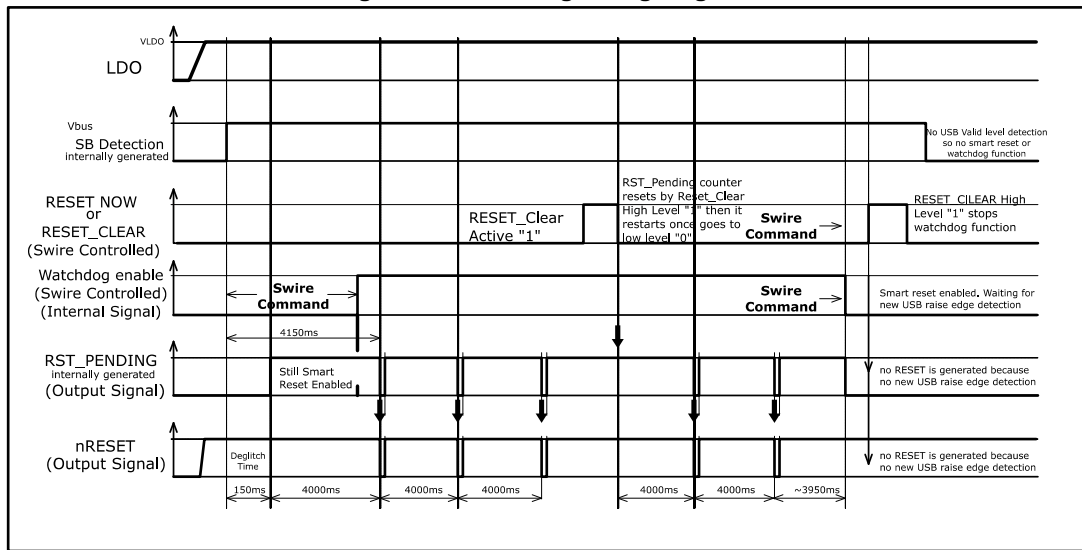 VLDO
LDO
Vbus
SB Detection
internally generated
No USB Valid level detection
so no smart reset or
watchdog function
RESET NOW
or
RESET_CLEAR
(Swire Controlled)
RESET_Clear
Active "1"
RST_Pending counter
resets by Reset_Clear
High Level "1" then it
restarts once goes to
low level "0"
Swire
Command
RESET_ClLEAR High
Level "1" stops
watchdog function
Watchdog enable
(Swire Controlled)
(Internal Signal)
Swire
Command
Swire
Command
Smart reset enabled. Waiting for
new USB raise edge detection
4150ms
RST_PENDING
internally generated
(Output Signal)
Still Smart
Reset Enabled
no RESET is generated because
no new USB raise edge detection
nRESET
(Output Signal)
Deglitch
Time
no RESET is generated because
no new USB raise edge detection
150ms
4000ms
4000ms
4000ms
4000ms
4000ms
~3950ms